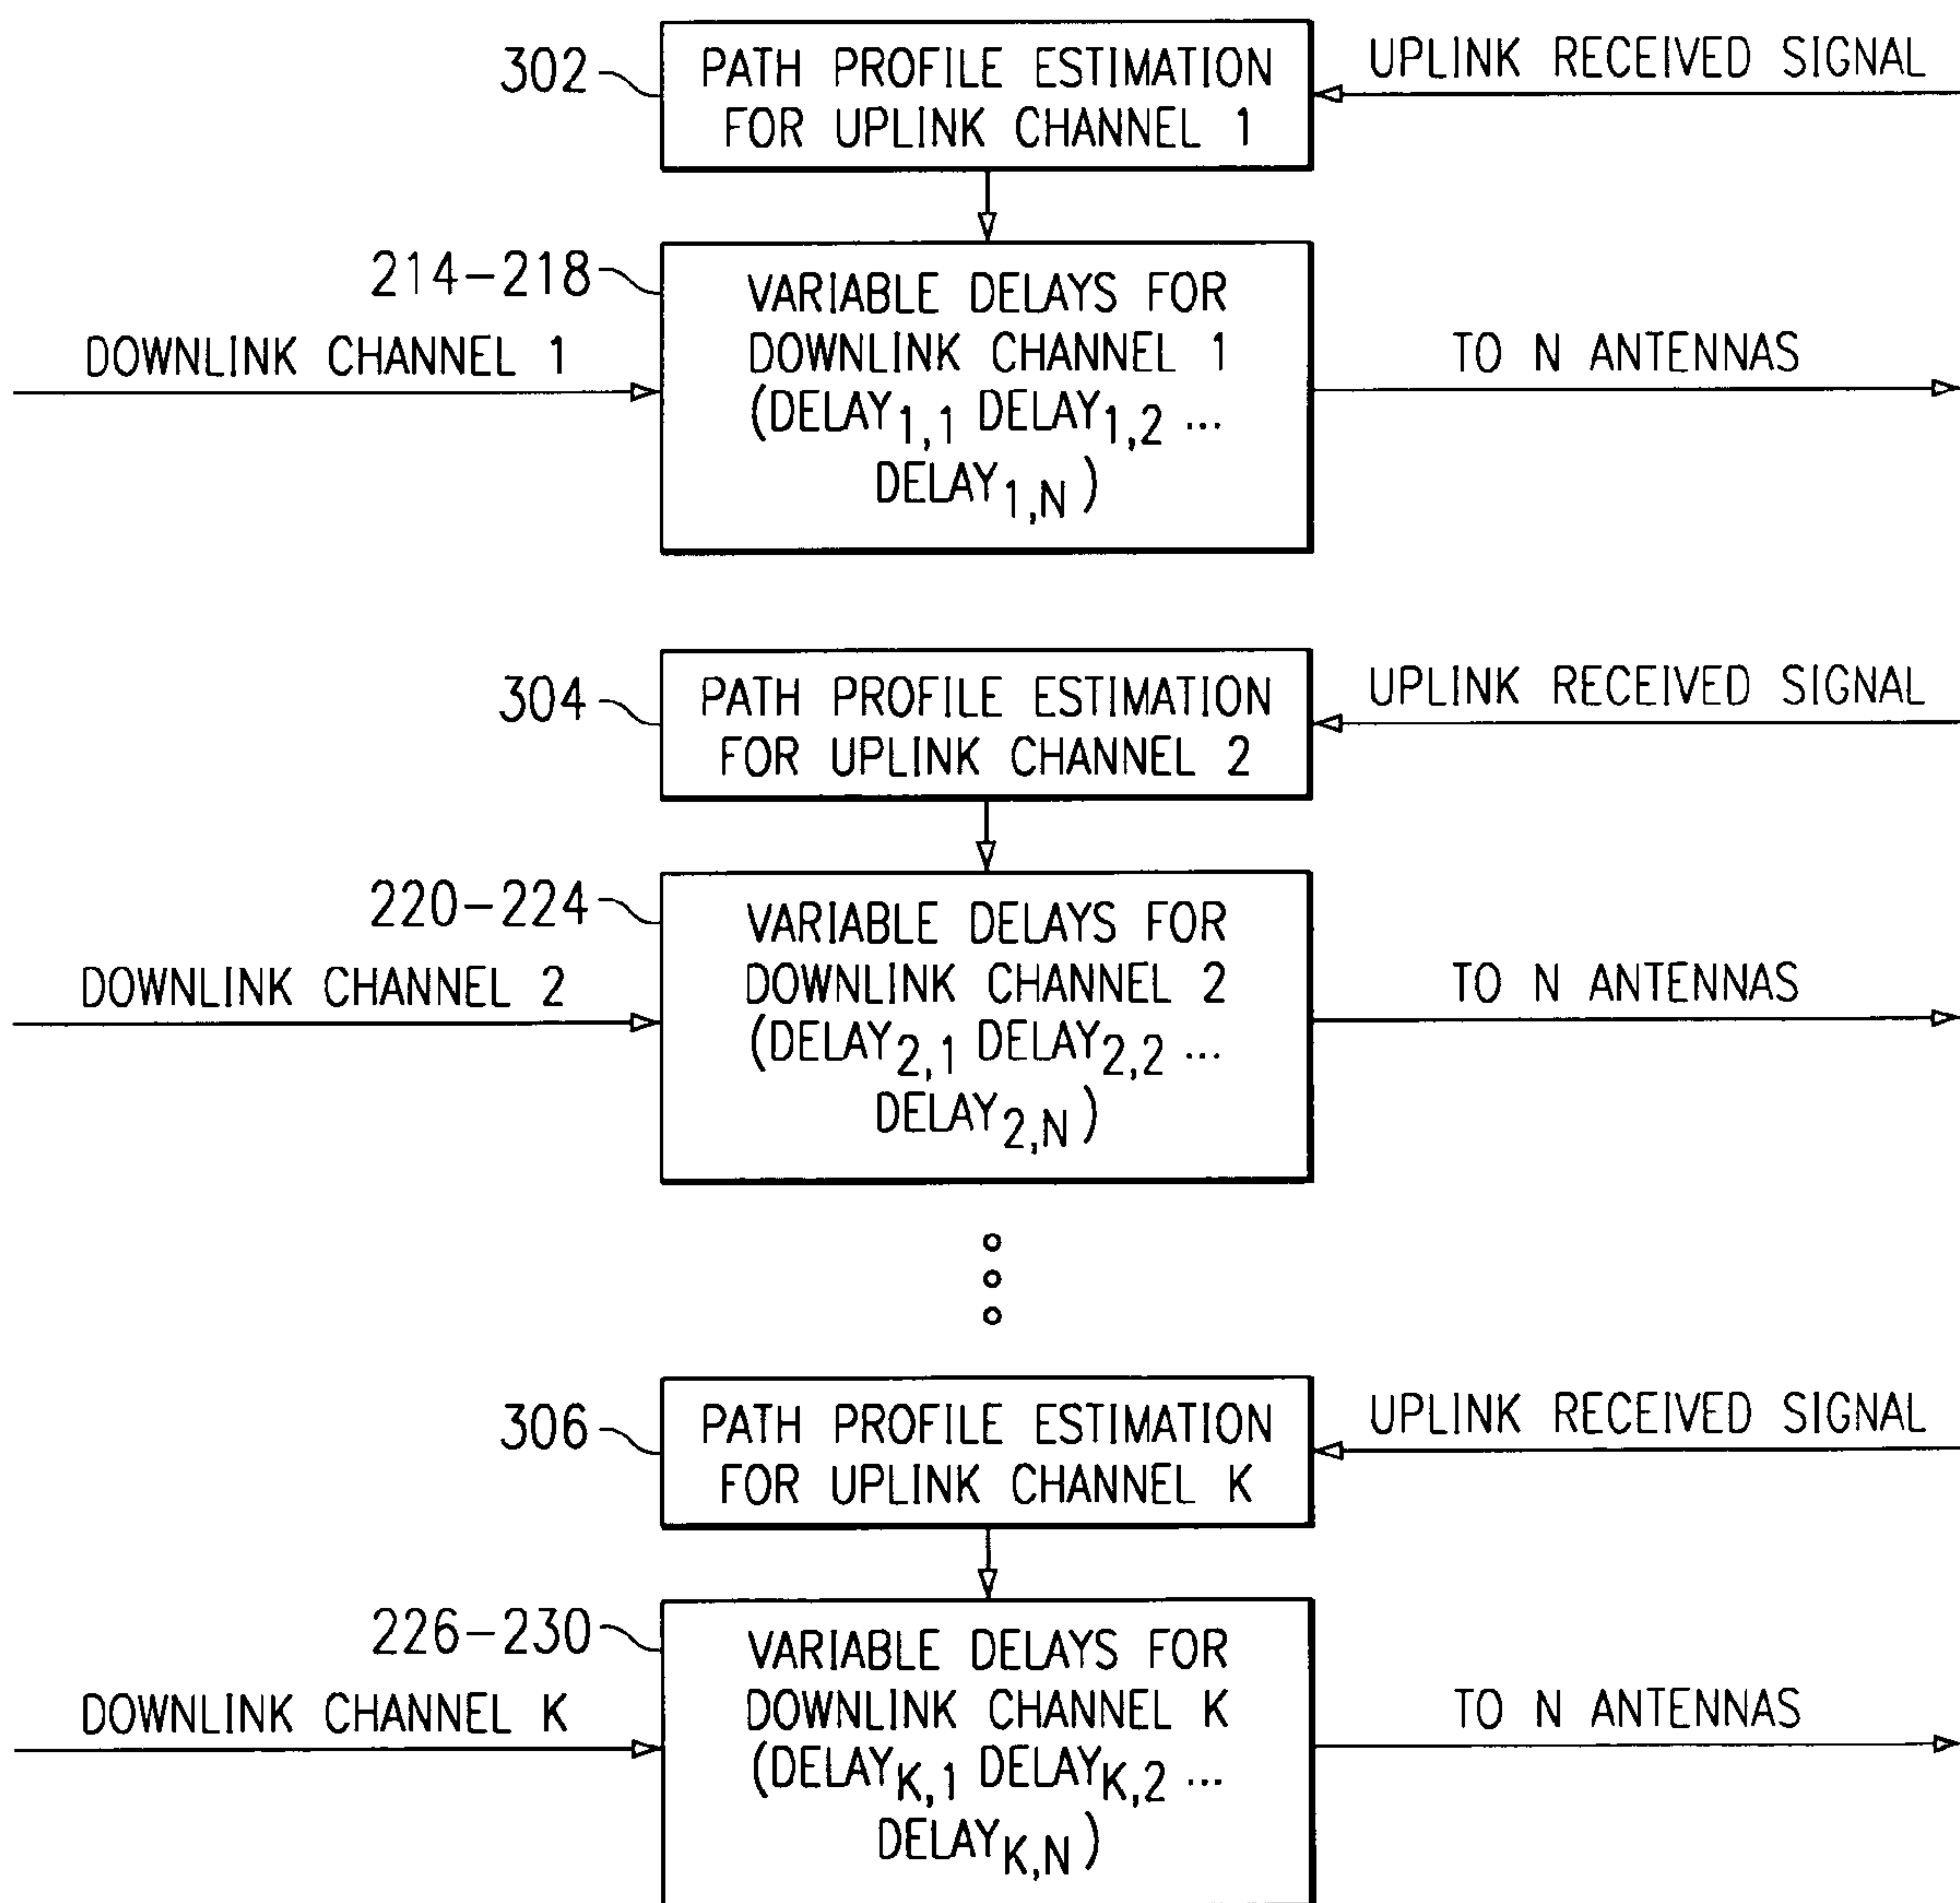 302
PATH PROFILE ESTIMATION
FOR UPLINK CHANNEL 1
UPLINK RECEIVED SIGNAL
214-218
DOWNLINK CHANNEL 1
VARIABLE DELAYS FOR
DOWNLINK CHANNEL 1
(DELAY1,1 DELAY1,2 ...
DELAY1,N)
TO N ANTENNAS
304
PATH PROFILE ESTIMATION
FOR UPLINK CHANNEL 2
UPLINK RECEIVED SIGNAL
220-224
DOWNLINK CHANNEL 2
VARIABLE DELAYS FOR
DOWNLINK CHANNEL 2
(DELAY2,1 DELAY2,2 ...
DELAY2,N)
TO N ANTENNAS
306
PATH PROFILE ESTIMATION
FOR UPLINK CHANNEL K
UPLINK RECEIVED SIGNAL
226-230
DOWNLINK CHANNEL K
VARIABLE DELAYS FOR
DOWNLINK CHANNEL K
(DELAYK,1 DELAYK,2 ...
DELAYK,N)
TO N ANTENNAS